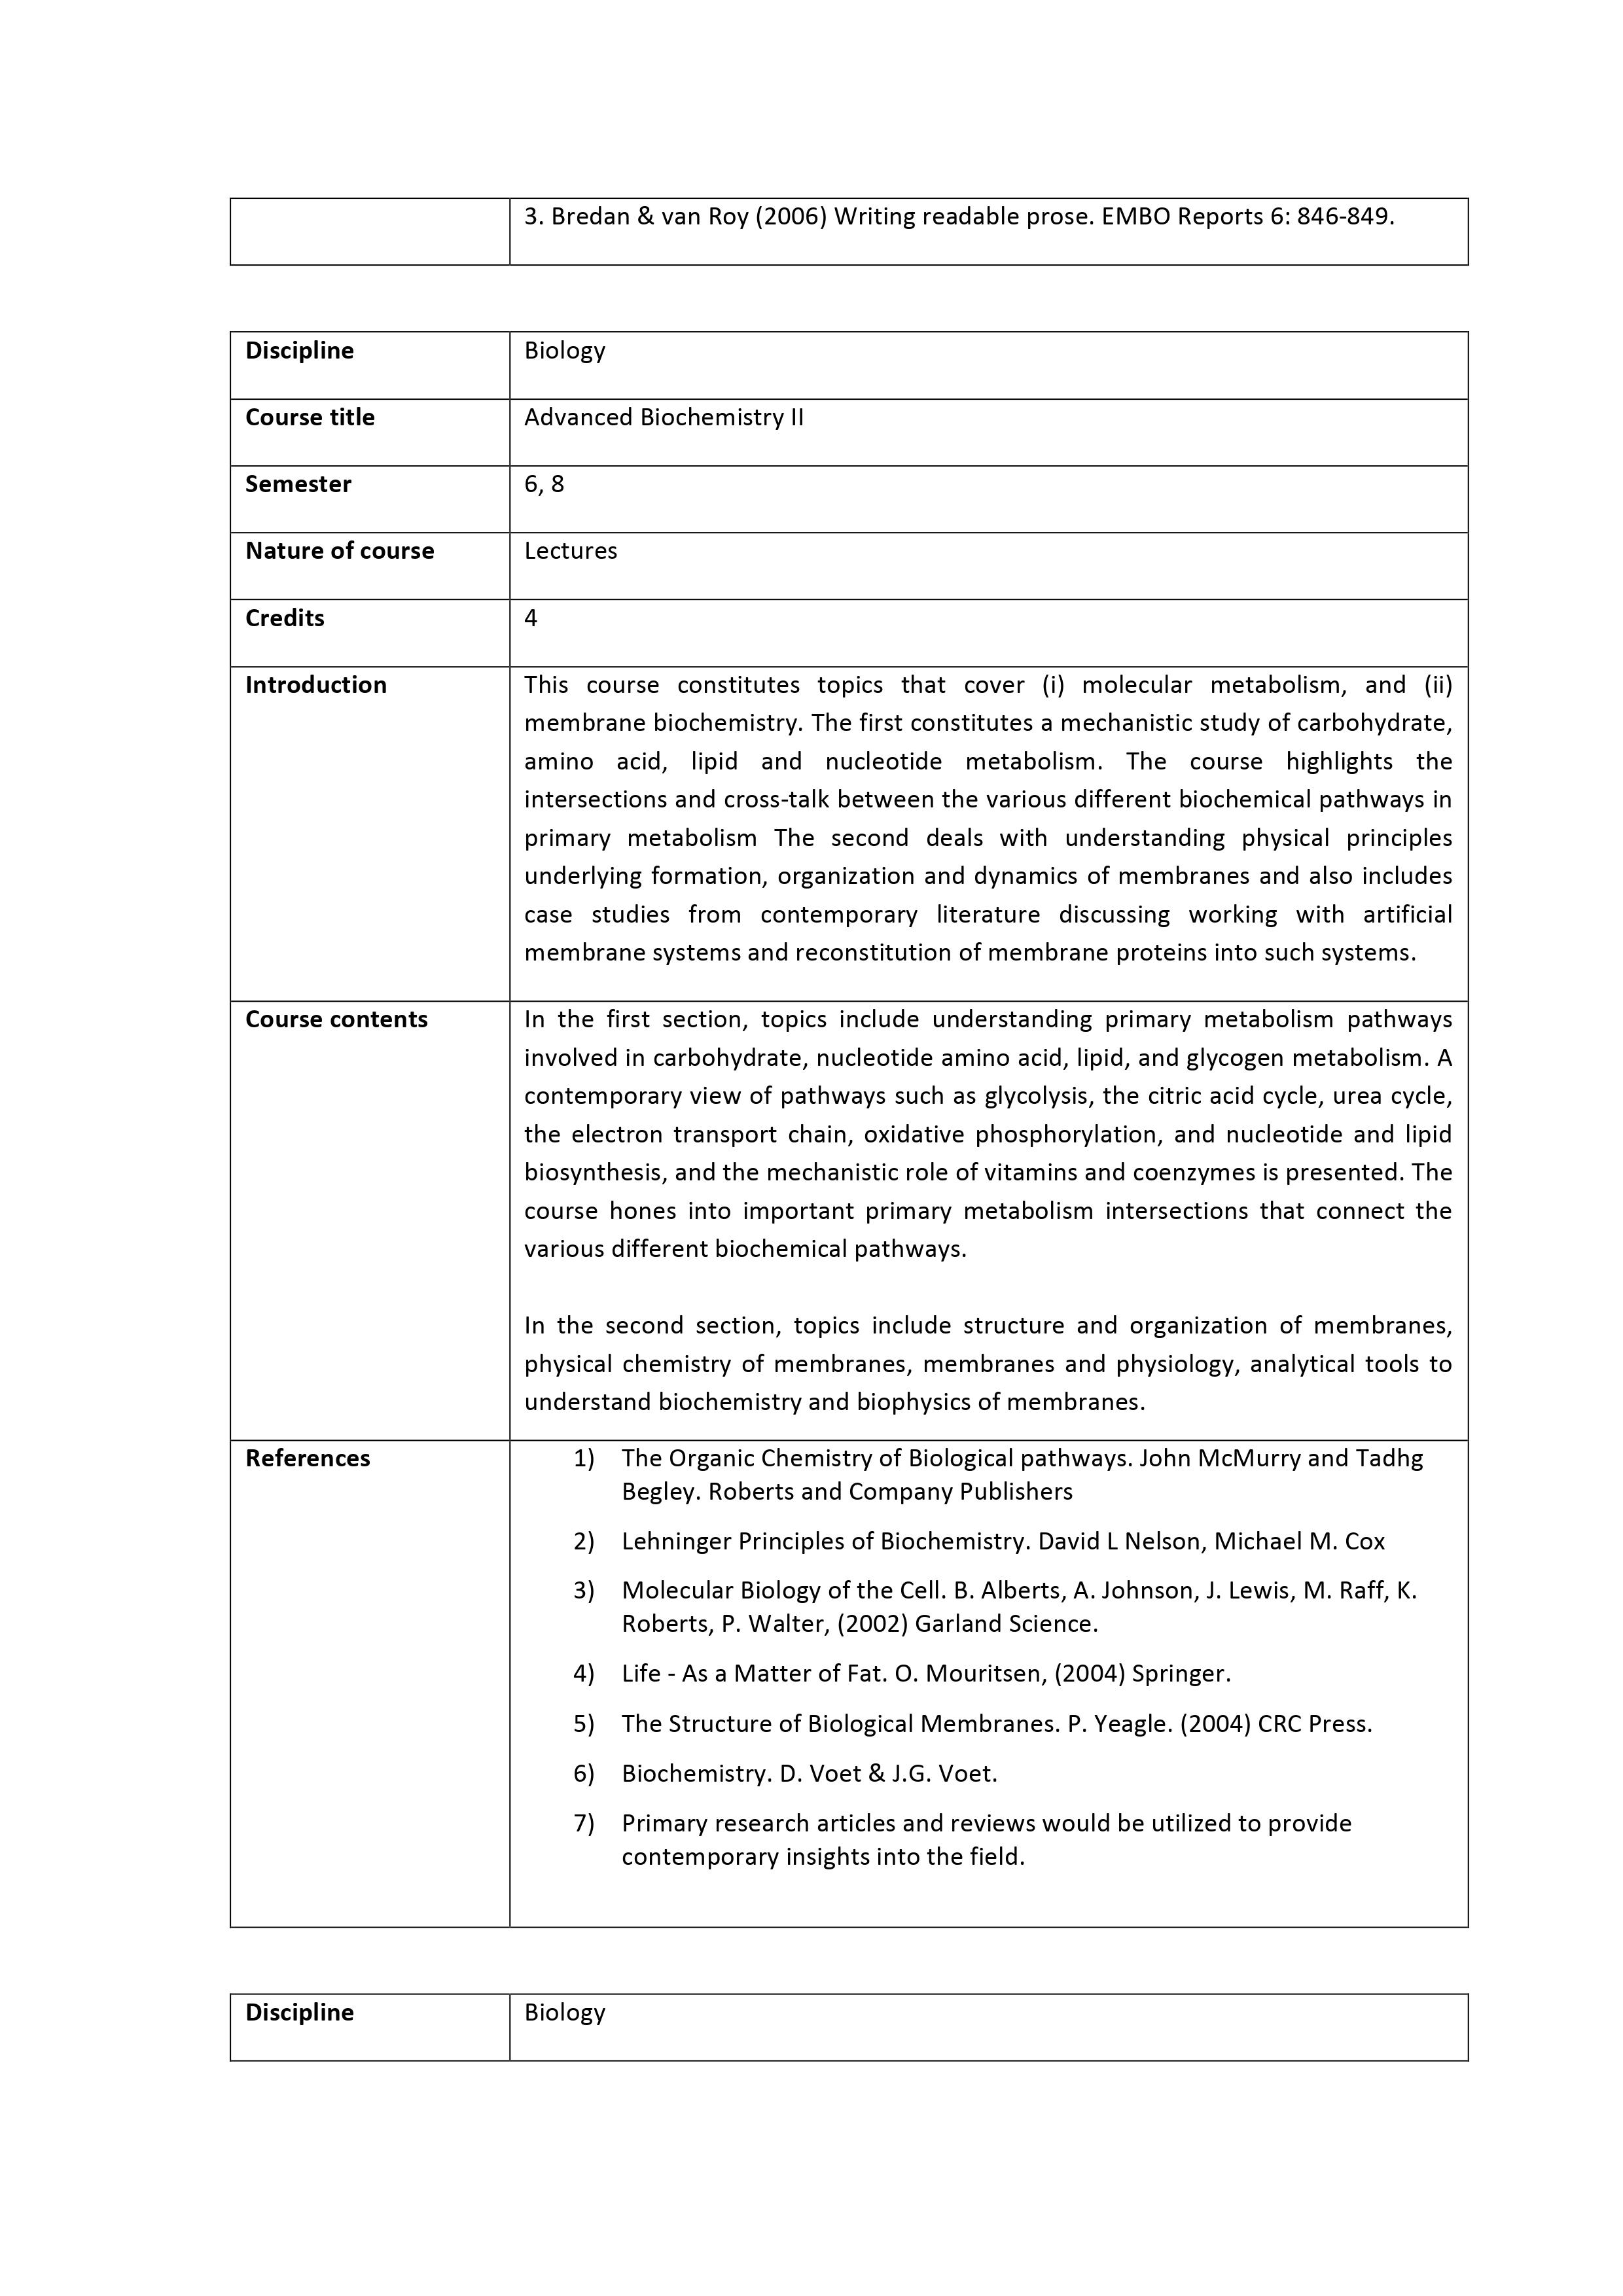 3. Bredan & van Roy (2006) Writing readable prose. EMBO Reports 6: 846-849.
Discipline
Biology
Course title
Advanced Biochemistry II
Semester
6, 8
Nature of course
Lectures
Credits
4
Introduction
This course constitutes topics that cover (i) molecular metabolism, and (ii)
membrane biochemistry. The first constitutes a mechanistic study of carbohydrate,
amino acid, lipid and nucleotide metabolism. The course highlights the
intersections and cross-talk between the various different biochemical pathways in
primary metabolism The second deals with understanding physical principles
underlying formation, organization and dynamics of membranes and also includes
case studies from contemporary literature discussing working with artificial
membrane systems and reconstitution of membrane proteins into such systems.
Course contents
In the first section, topics include understanding primary metabolism pathways
involved in carbohydrate, nucleotide amino acid, lipid, and glycogen metabolism. A
contemporary view of pathways such as glycolysis, the citric acid cycle, urea cycle,
the electron transport chain, oxidative phosphorylation, and nucleotide and lipid
biosynthesis, and the mechanistic role of vitamins and coenzymes is presented. The
course hones into important primary metabolism intersections that connect the
various different biochemical pathways.
In the second section, topics include structure and organization of membranes,
physical chemistry of membranes, membranes and physiology, analytical tools to
understand biochemistry and biophysics of membranes.
References
1) The Organic Chemistry of Biological pathways. John McMurry and Tadhg
Begley. Roberts and Company Publishers
2) Lehninger Principles of Biochemistry. David L Nelson, Michael M. Cox
3) Molecular Biology of the Cell. B. Alberts, A. Johnson, J. Lewis, M. Raff, K.
Roberts, P. Walter, (2002) Garland Science.
4) Life - As a Matter of Fat. O. Mouritsen, (2004) Springer.
5) The Structure of Biological Membranes. P. Yeagle. (2004) CRC Press.
6) Biochemistry. D. Voet & J.G. Voet.
7) Primary research articles and reviews would be utilized to provide
contemporary insights into the field.
Discipline
Biology